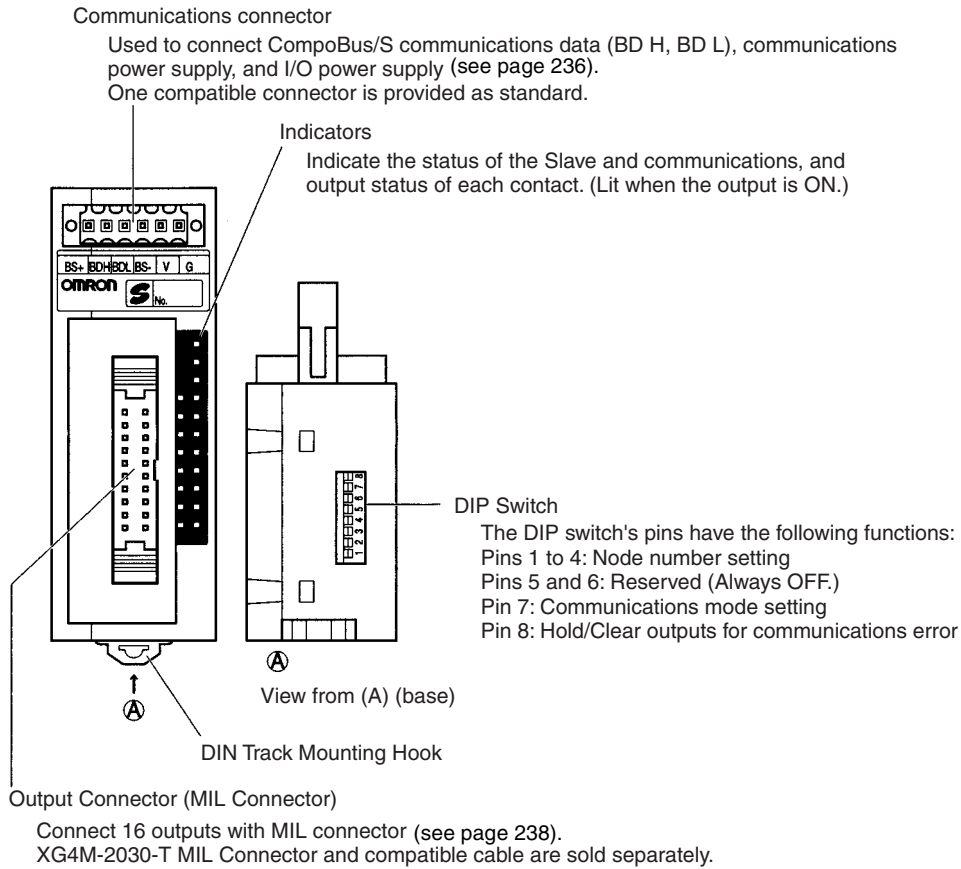 Communications connector
Used to connect CompoBus/S communications data (BD H, BD L), communications
power supply, and I/O power supply (see page 236).
One compatible connector is provided as standard.
Indicators
Indicate the status of the Slave and communications, and
output status of each contact. (Lit when the output is ON.)
BS+ BDH BDL BS- V G
OMRON S No.
1 2 3 4 5 6 7 8
DIP Switch
The DIP switch's pins have the following functions:
Pins 1 to 4: Node number setting
Pins 5 and 6: Reserved (Always OFF.)
Pin 7: Communications mode setting
Pin 8: Hold/Clear outputs for communications error
A
View from (A) (base)
A
DIN Track Mounting Hook
Output Connector (MIL Connector)
Connect 16 outputs with MIL connector (see page 238).
XG4M-2030-T MIL Connector and compatible cable are sold separately.